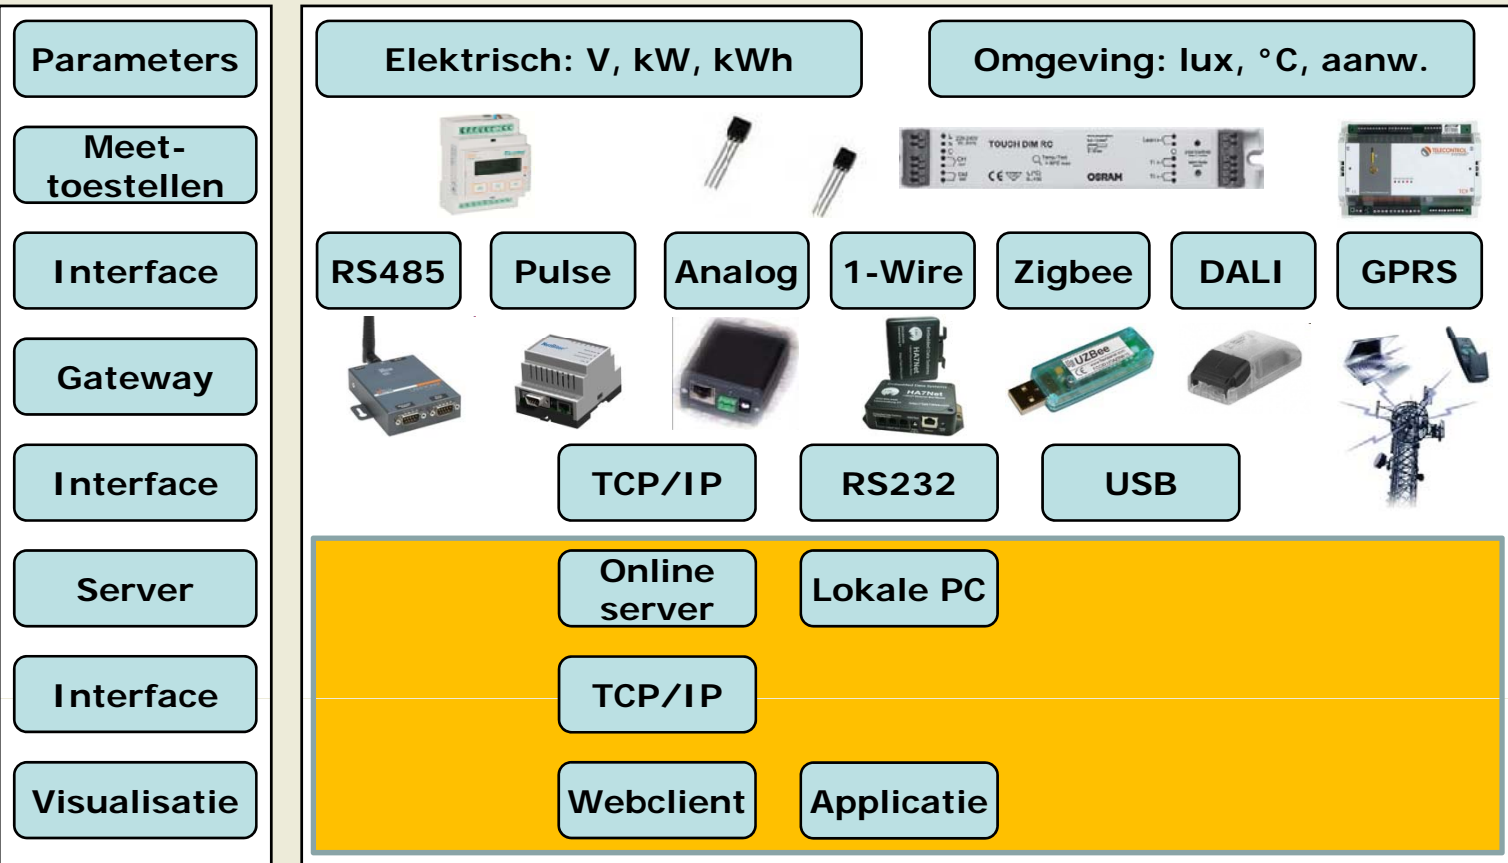 Parameters
Elektrisch: V, kW, kWh
Omgeving: lux, °C, aanw.
Meet-
toestellen
TOUCH DIM RC
OSRAM
TELECONTROL
Interface
RS485
Pulse
Analog
1-Wire
Zigbee
DALI
GPRS
Gateway
HA7Net
HA7Net
UZBee
Interface
TCP/IP
RS232
USB
Server
Online
server
Lokale PC
Interface
TCP/IP
Visualisatie
Webclient
Applicatie